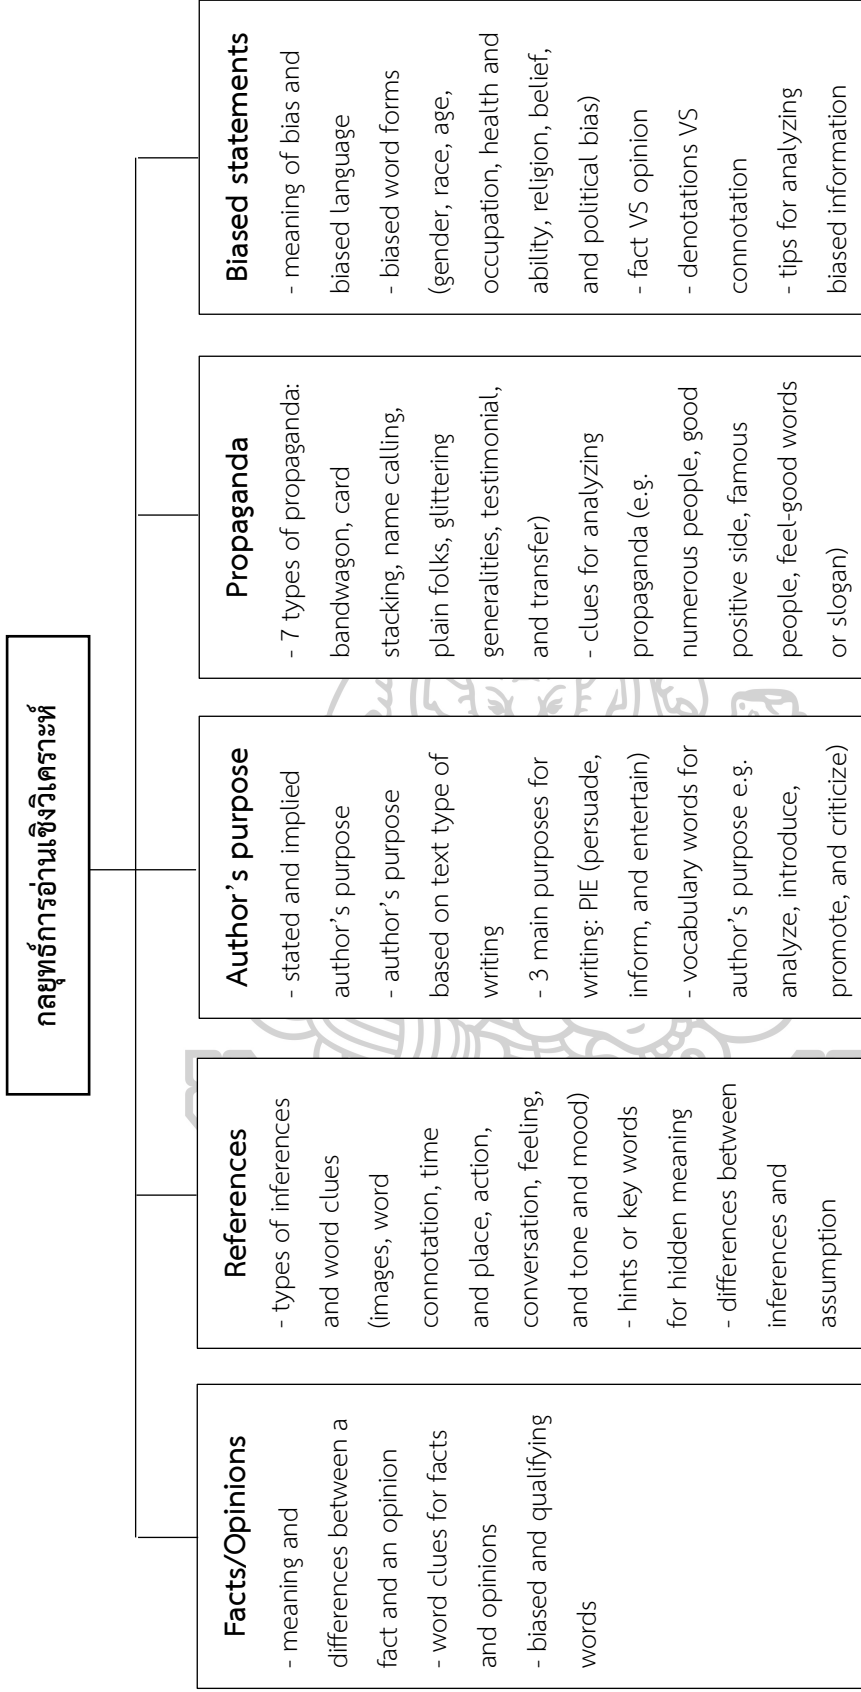 กลยุทธ์การอ่านเชิงวิเคราะห์
Facts/Opinions
- meaning and
differences between a
fact and an opinion
- word clues for facts
and opinions
- biased and qualifying
words
References
- types of inferences
and word clues
(images, word
connotation, time
and place, action,
conversation, feeling,
and tone and mood)
- hints or key words
for hidden meaning
- differences between
inferences and
assumption
Author's purpose
- stated and implied
author's purpose
- author's purpose
based on text type of
writing
- 3 main purposes for
writing: PIE (persuade,
inform, and entertain)
- vocabulary words for
author's purpose e.g.
analyze, introduce,
promote, and criticize)
Propaganda
- 7 types of propaganda:
bandwagon, card
stacking, name calling,
plain folks, glittering
generalities, testimonial,
and transfer)
- clues for analyzing
propaganda (e.g.
numerous people, good
positive side, famous
people, feel-good words
or slogan)
Biased statements
- meaning of bias and
biased language
- biased word forms
(gender, race, age,
occupation, health and
ability, religion, belief,
and political bias)
- fact VS opinion
- denotations VS
connotation
- tips for analyzing
biased information